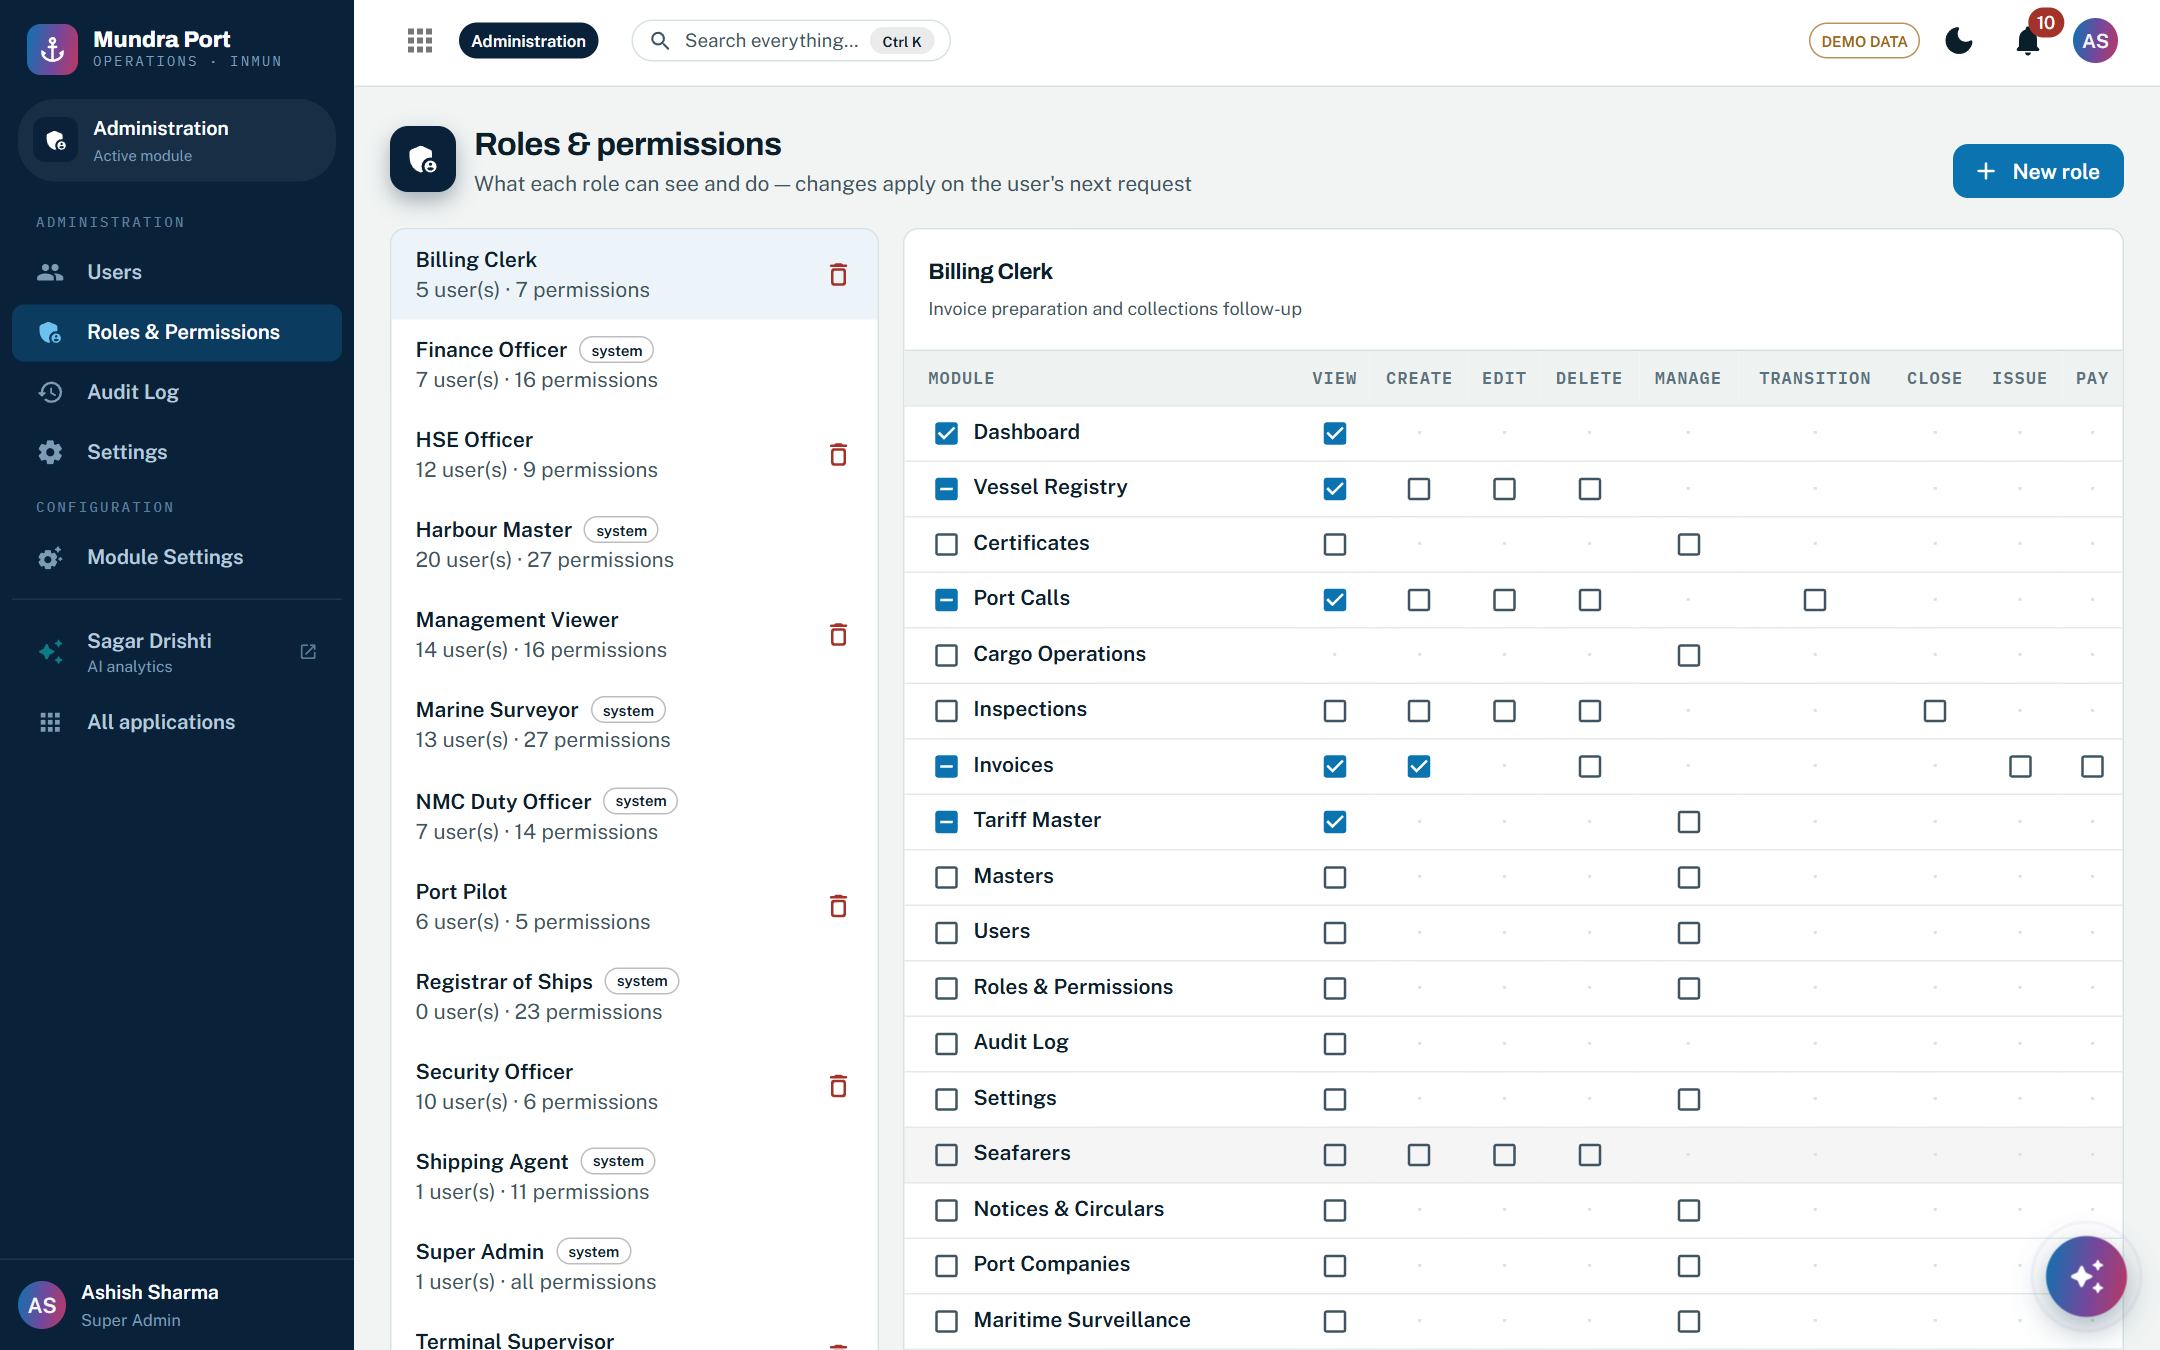 Mundra Port
OPERATIONS · INMUN
Administration
Active module
ADMINISTRATION
Users
Roles & Permissions
Audit Log
Settings
CONFIGURATION
Module Settings
Sagar Drishti
AI analytics
All applications
AS
Ashish Sharma
Super Admin
Administration
Search everything... Ctrl K
DEMO DATA
10
AS
Roles & permissions
What each role can see and do — changes apply on the user's next request
+ New role
Billing Clerk
5 user(s) · 7 permissions
Finance Officer system
7 user(s) · 16 permissions
HSE Officer
12 user(s) · 9 permissions
Harbour Master system
20 user(s) · 27 permissions
Management Viewer
14 user(s) · 16 permissions
Marine Surveyor system
13 user(s) · 27 permissions
NMC Duty Officer system
7 user(s) · 14 permissions
Port Pilot
6 user(s) · 5 permissions
Registrar of Ships system
0 user(s) · 23 permissions
Security Officer
10 user(s) · 6 permissions
Shipping Agent system
1 user(s) · 11 permissions
Super Admin system
1 user(s) · all permissions
Terminal Supervisor
Billing Clerk
Invoice preparation and collections follow-up
MODULE VIEW CREATE EDIT DELETE MANAGE TRANSITION CLOSE ISSUE PAY
Dashboard
Vessel Registry
Certificates
Port Calls
Cargo Operations
Inspections
Invoices
Tariff Master
Masters
Users
Roles & Permissions
Audit Log
Settings
Seafarers
Notices & Circulars
Port Companies
Maritime Surveillance